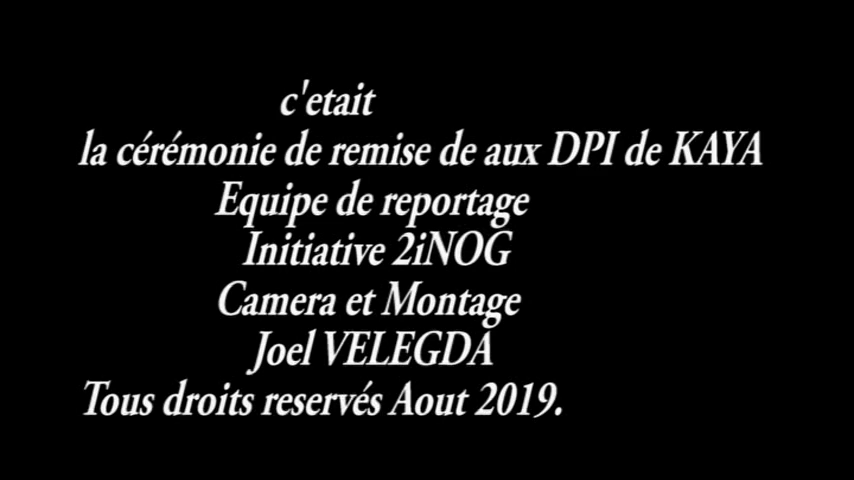 c'etait
la cérémonie de remise de aux DPI de KAYA
Equipe de reportage
Initiative 2iNOG
Camera et Montage
Joel VELEGDA
Tous droits reservés Aout 2019.